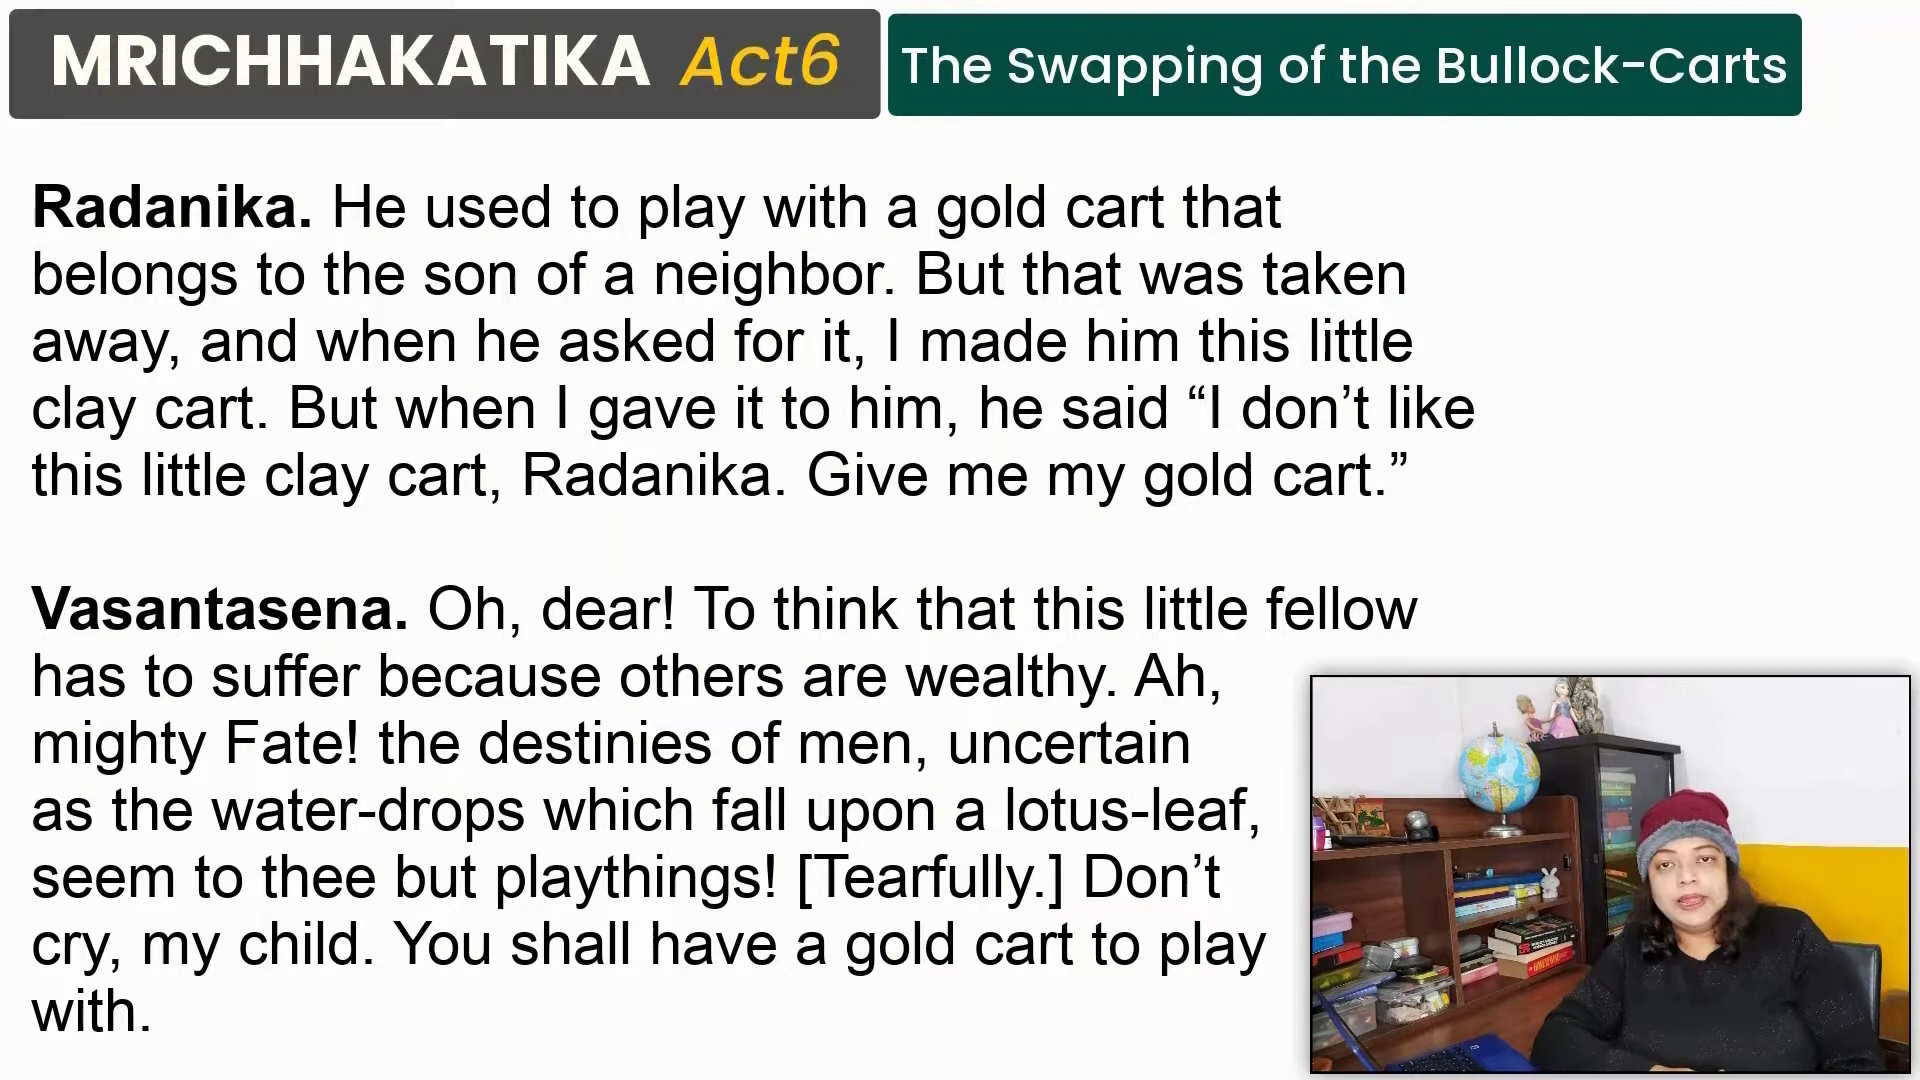 MRICHHAKATIKA Act6
The Swapping of the Bullock-Carts
Radanika. He used to play with a gold cart that
belongs to the son of a neighbor. But that was taken
away, and when he asked for it, I made him this little
clay cart. But when I gave it to him, he said “I don’t like
this little clay cart, Radanika. Give me my gold cart.”
Vasantasena. Oh, dear! To think that this little fellow
has to suffer because others are wealthy. Ah,
mighty Fate! the destinies of men, uncertain
as the water-drops which fall upon a lotus-leaf,
seem to thee but playthings! [Tearfully.] Don’t
cry, my child. You shall have a gold cart to play
with.